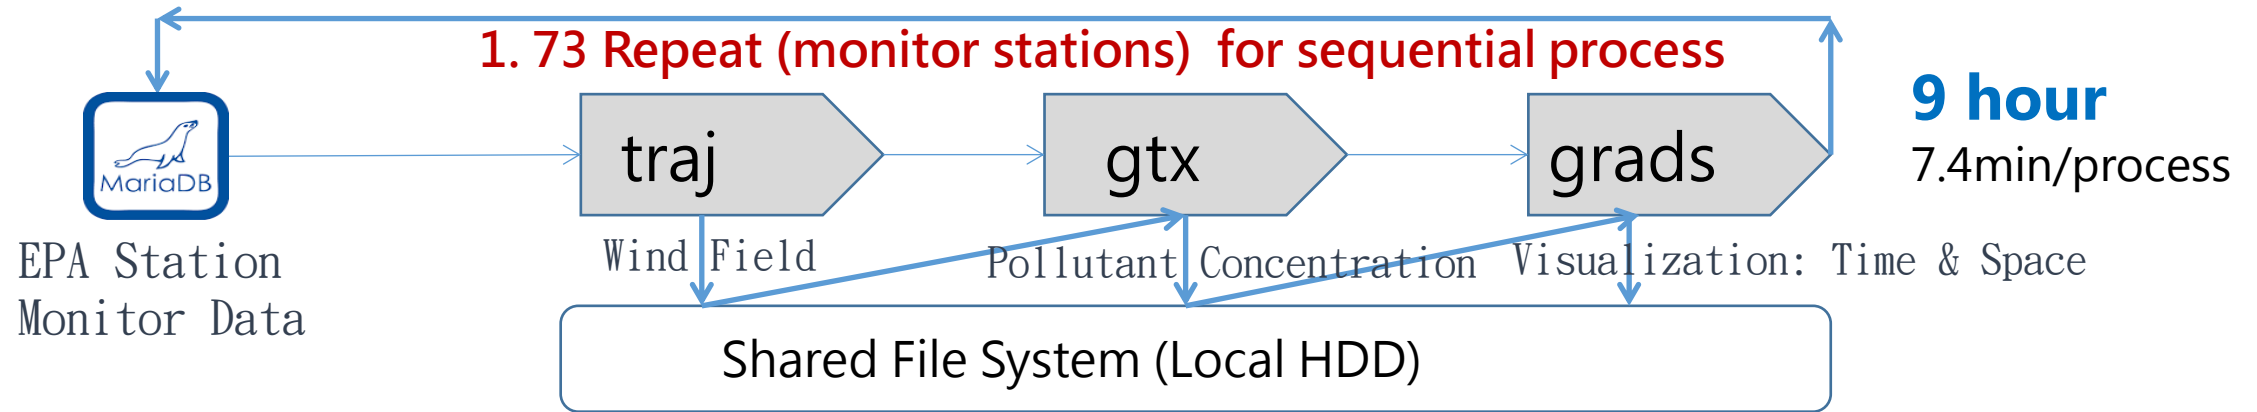 1. 73 Repeat (monitor stations) for sequential process
9 hour
7.4min/process
MariaDB
traj
gtx
grads
EPA Station
Monitor Data
Wind Field
Pollutant Concentration
Visualization: Time & Space
Shared File System (Local HDD)